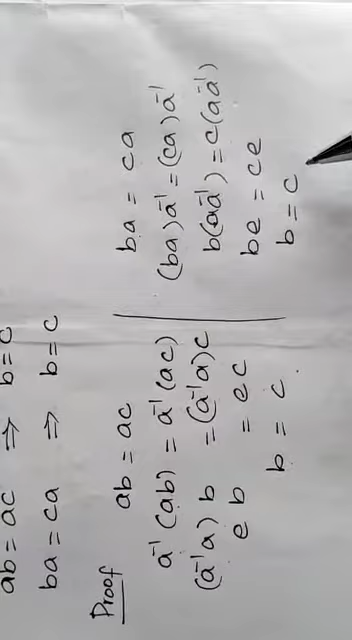 ab = ac ⇒ b = c
ba = ca ⇒ b = c
Proof
ab = ac
a⁻¹(ab) = a⁻¹(ac)
(a⁻¹a) b = (a⁻¹a) c
e b = e c
b = c .
ba = ca
(ba) a⁻¹ = (ca) a⁻¹
b(aa⁻¹) = c(aa⁻¹)
be = ce
b = c